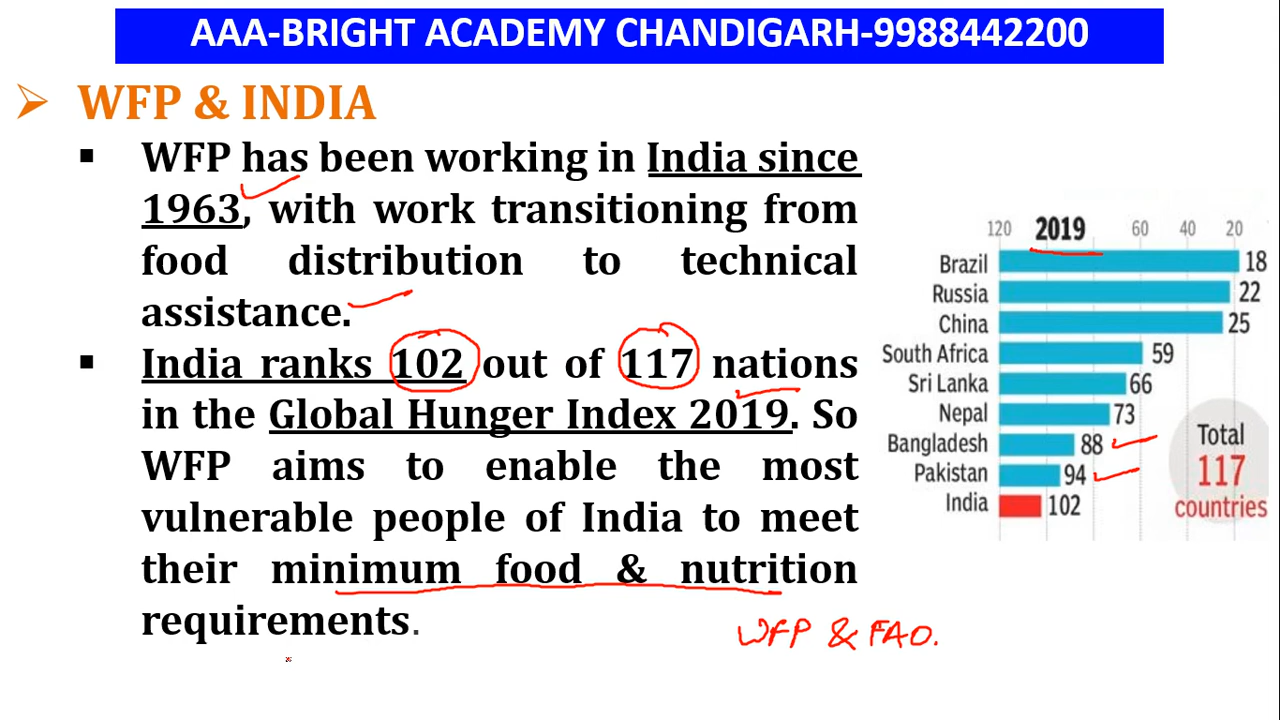 AAA-BRIGHT ACADEMY CHANDIGARH-9988442200
➢ WFP & INDIA
▪ WFP has been working in India since
1963, with work transitioning from
food distribution to technical
assistance.
▪ India ranks 102 out of 117 nations
in the Global Hunger Index 2019. So
WFP aims to enable the most
vulnerable people of India to meet
their minimum food & nutrition
requirements.
WFP & FAO.
120 2019 60 40 20
Brazil 18
Russia 22
China 25
South Africa 59
Sri Lanka 66
Nepal 73
Bangladesh 88
Pakistan 94
India 102
Total
117
countries